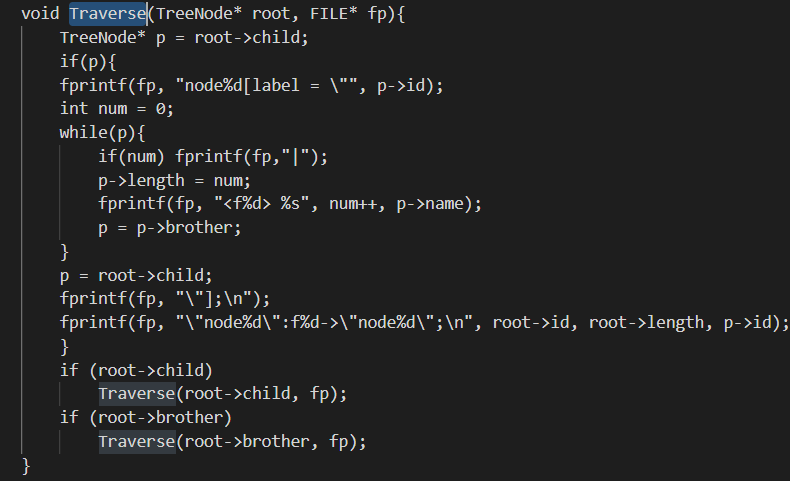 void Traverse(TreeNode* root, FILE* fp){
    TreeNode* p = root->child;
    if(p){
    fprintf(fp, "node%d[label = \"", p->id);
    int num = 0;
    while(p){
        if(num) fprintf(fp,"|");
        p->length = num;
        fprintf(fp, "<f%d> %s", num++, p->name);
        p = p->brother;
    }
    p = root->child;
    fprintf(fp, "\"];\n");
    fprintf(fp, "\"node%d\":f%d->\"node%d\";\n", root->id, root->length, p->id);
    }
    if (root->child)
        Traverse(root->child, fp);
    if (root->brother)
        Traverse(root->brother, fp);
}